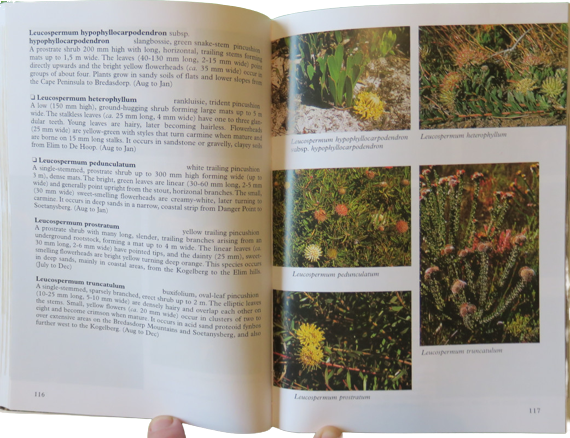 Leucospermum hypophyllocarpodendron subsp.
hypophyllocarpodendron slangbossie, green snake-stem pincushion
A prostrate shrub 200 mm high with long, horizontal, trailing stems forming
mats up to 1,5 m wide. The leaves (40-130 mm long, 2-15 mm wide) point
directly upwards and the bright yellow flowerheads (ca. 35 mm wide) occur in
groups of about four. Plants grow in sandy soils of flats and lower slopes from
the Cape Peninsula to Bredasdorp. (Aug to Jan)
❏ Leucospermum heterophyllum rankluisie, trident pincushion
A low (150 mm high), ground-hugging shrub forming large mats up to 5 m
wide. The stalkless leaves (ca. 25 mm long, 4 mm wide) have one to three glan-
dular teeth. Young leaves are hairy, later becoming hairless. Flowerheads
(25 mm wide) are yellow-green with styles that turn carmine when mature and
are borne on 15 mm long stalks. It occurs in sandstone or gravelly, clayey soils
from Elim to De Hoop. (Aug to Jan)
❏ Leucospermum pedunculatum white trailing pincushion
A single-stemmed, prostrate shrub up to 300 mm high forming wide (up to
3 m), dense mats. The bright, green leaves are linear (30-60 mm long, 2-5 mm
wide) and generally point upright from the stout, horizontal branches. The small,
(30 mm wide) sweet-smelling flowerheads are creamy-white, later turning to
carmine. It occurs in deep sands in a narrow, coastal strip from Danger Point to
Soetanysberg. (Aug to Jan)
Leucospermum prostratum yellow trailing pincushion
A prostrate shrub with many long, slender, trailing branches arising from an
underground rootstock, forming a mat up to 4 m wide. The linear leaves (ca.
30 mm long, 2-6 mm wide) have pointed tips, and the dainty (25 mm), sweet-
smelling flowerheads are bright yellow turning deep orange. This species occurs
in deep sands, mainly in coastal areas, from the Kogelberg to the Elim hills.
(July to Dec)
Leucospermum truncatulum oval-leaf pincushion
A single-stemmed, sparsely branched, erect shrub up to 2 m. The elliptic leaves
(10-25 mm long, 5-10 mm wide) are densely hairy and overlap each other on
the stems. Small, yellow flowers (ca. 20 mm wide) occur in clusters of two to
eight and become crimson when mature. It occurs in acid sand proteoid fynbos
over extensive areas on the Bredasdorp Mountains and Soetanysberg, and also
further west to the Kogelberg. (Aug to Dec)
116
Leucospermum hypophyllocarpodendron
subsp. hypophyllocarpodendron
Leucospermum heterophyllum
Leucospermum pedunculatum
Leucospermum truncatulum
Leucospermum prostratum
117